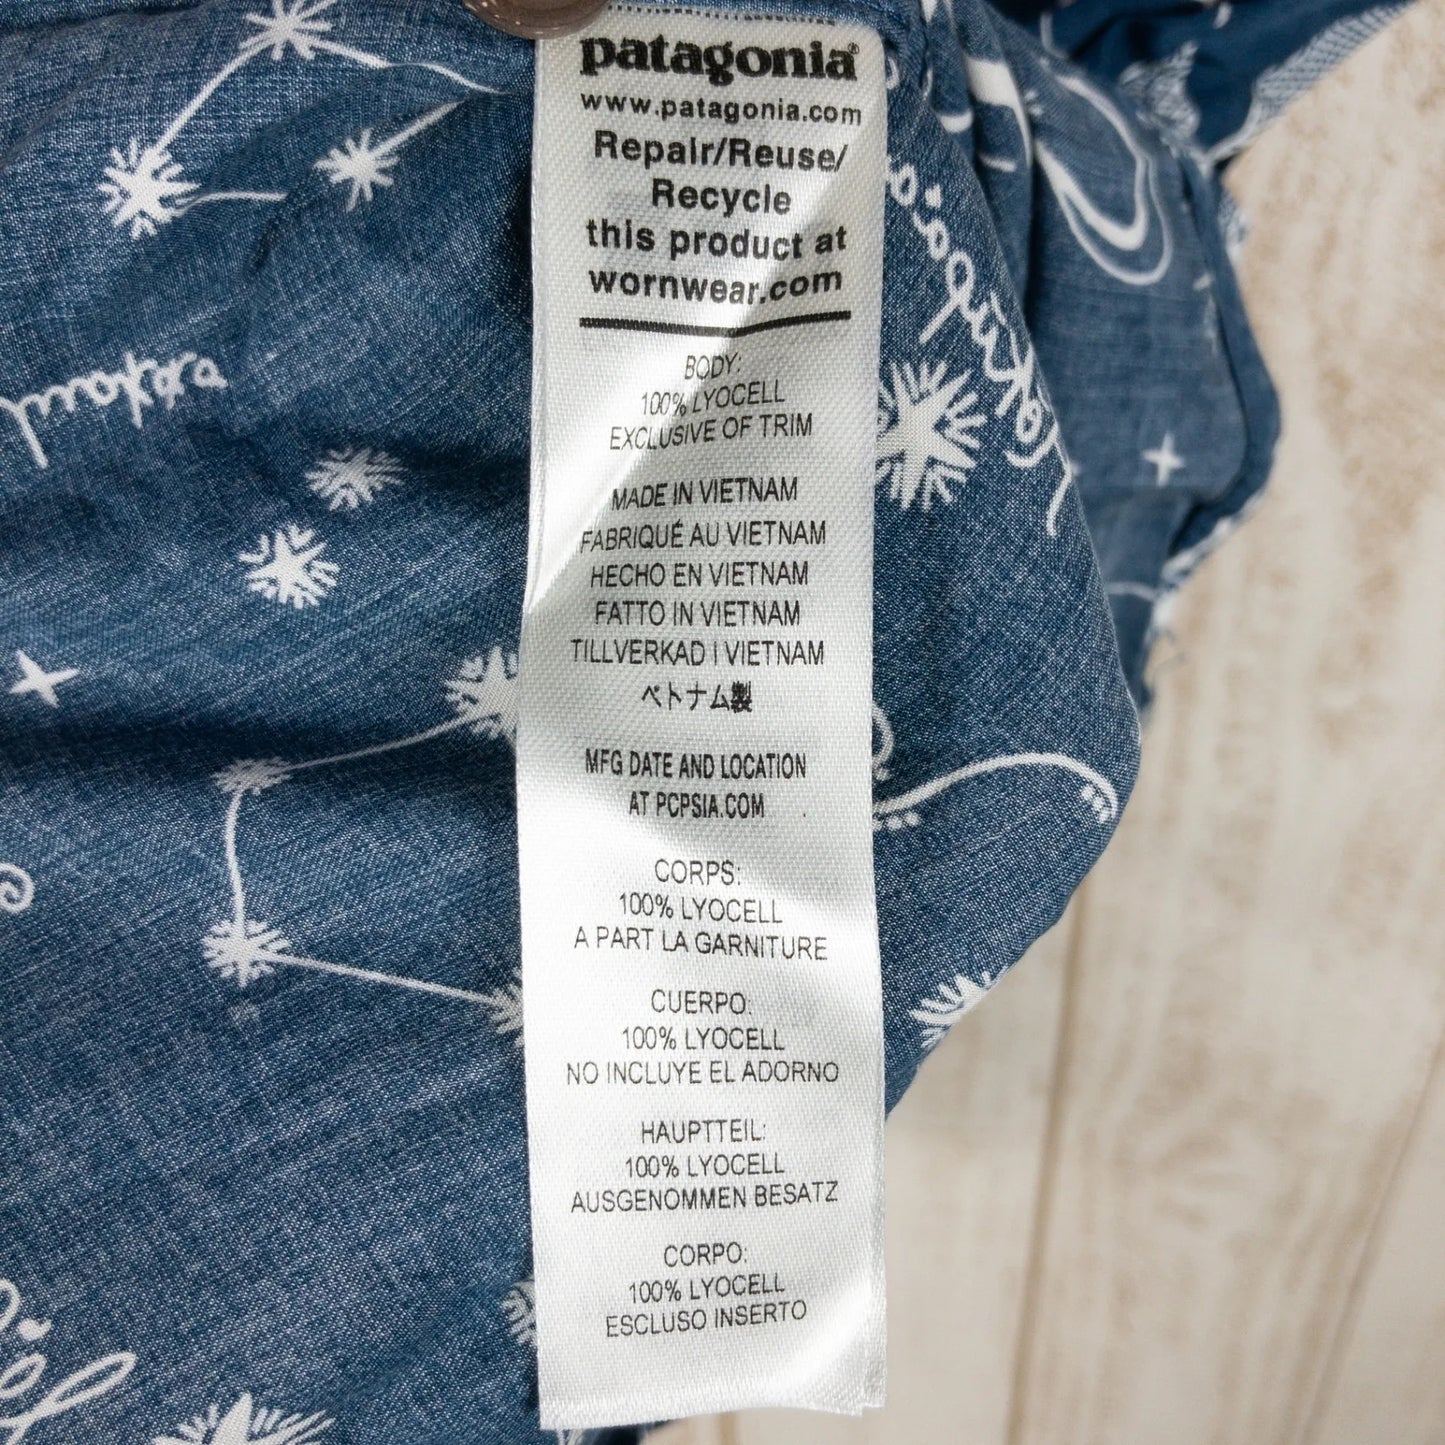 patagonia®
www.patagonia.com
Repair/Reuse/
Recycle
this product at
wornwear.com
BODY:
100% LYOCELL
EXCLUSIVE OF TRIM
MADE IN VIETNAM
FABRIQUÉ AU VIETNAM
HECHO EN VIETNAM
FATTO IN VIETNAM
TILLVERKAD I VIETNAM
ベトナム製
MFG DATE AND LOCATION
AT PCPSIA.COM
CORPS:
100% LYOCELL
A PART LA GARNITURE
CUERPO:
100% LYOCELL
NO INCLUYE EL ADORNO
HAUPTTEIL:
100% LYOCELL
AUSGENOMMEN BESATZ
CORPO:
100% LYOCELL
ESCLUSO INSERTO